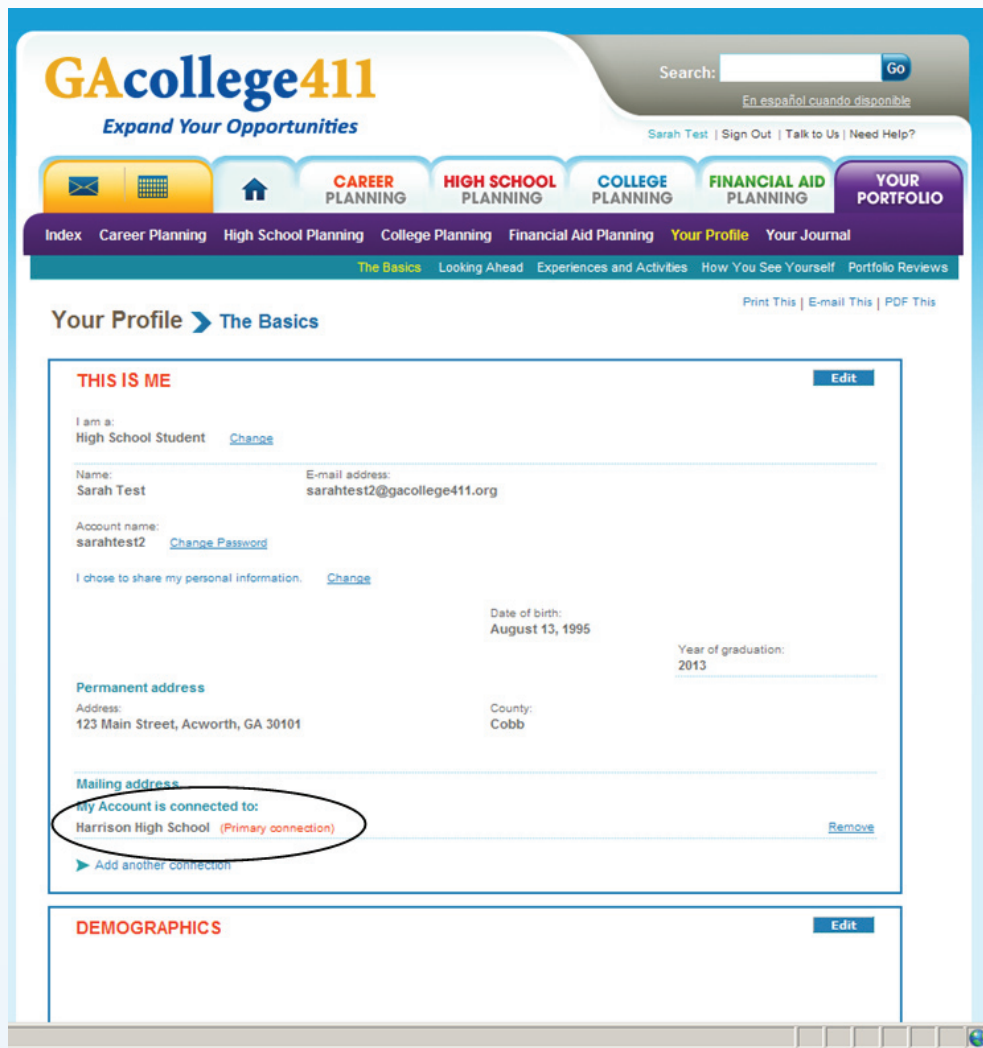 GAcollege411
Expand Your Opportunities
Search:
Go
En español cuando disponible
Sarah Test | Sign Out | Talk to Us | Need Help?
CAREER PLANNING
HIGH SCHOOL PLANNING
COLLEGE PLANNING
FINANCIAL AID PLANNING
YOUR PORTFOLIO
Index Career Planning High School Planning College Planning Financial Aid Planning Your Profile Your Journal
The Basics Looking Ahead Experiences and Activities How You See Yourself Portfolio Reviews
Print This | E-mail This | PDF This
Your Profile The Basics
THIS IS ME
Edit
I am a:
High School Student Change
Name: E-mail address:
Sarah Test sarahtest2@gacollege411.org
Account name:
sarahtest2 Change Password
I chose to share my personal information. Change
Date of birth:
August 13, 1995
Year of graduation:
2013
Permanent address
Address: County:
123 Main Street, Acworth, GA 30101 Cobb
Mailing address
My Account is connected to:
Harrison High School (Primary connection) Remove
Add another connection
DEMOGRAPHICS
Edit